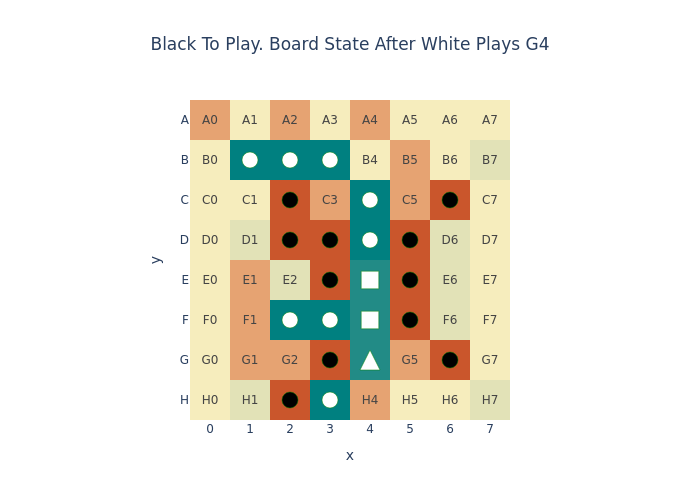 Black To Play. Board State After White Plays G4
A A0 A1 A2 A3 A4 A5 A6 A7
B B0 B4 B5 B6 B7
C C0 C1 C3 C5 C7
D D0 D1 D6 D7
y
E E0 E1 E2 E6 E7
F F0 F1 F6 F7
G G0 G1 G2 G5 G7
H H0 H1 H4 H5 H6 H7
0 1 2 3 4 5 6 7
x